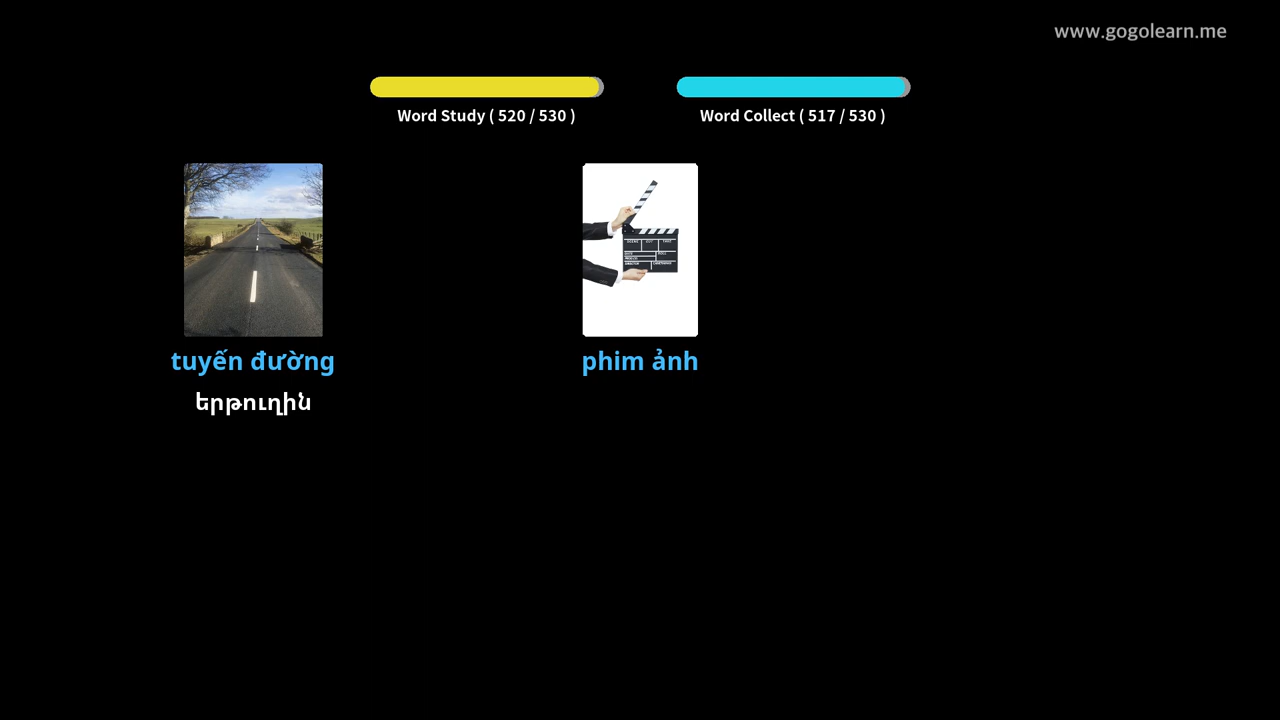 www.gogolearn.me
Word Study ( 520 / 530 )
Word Collect ( 517 / 530 )
tuyến đường
phim ảnh
երթուղին